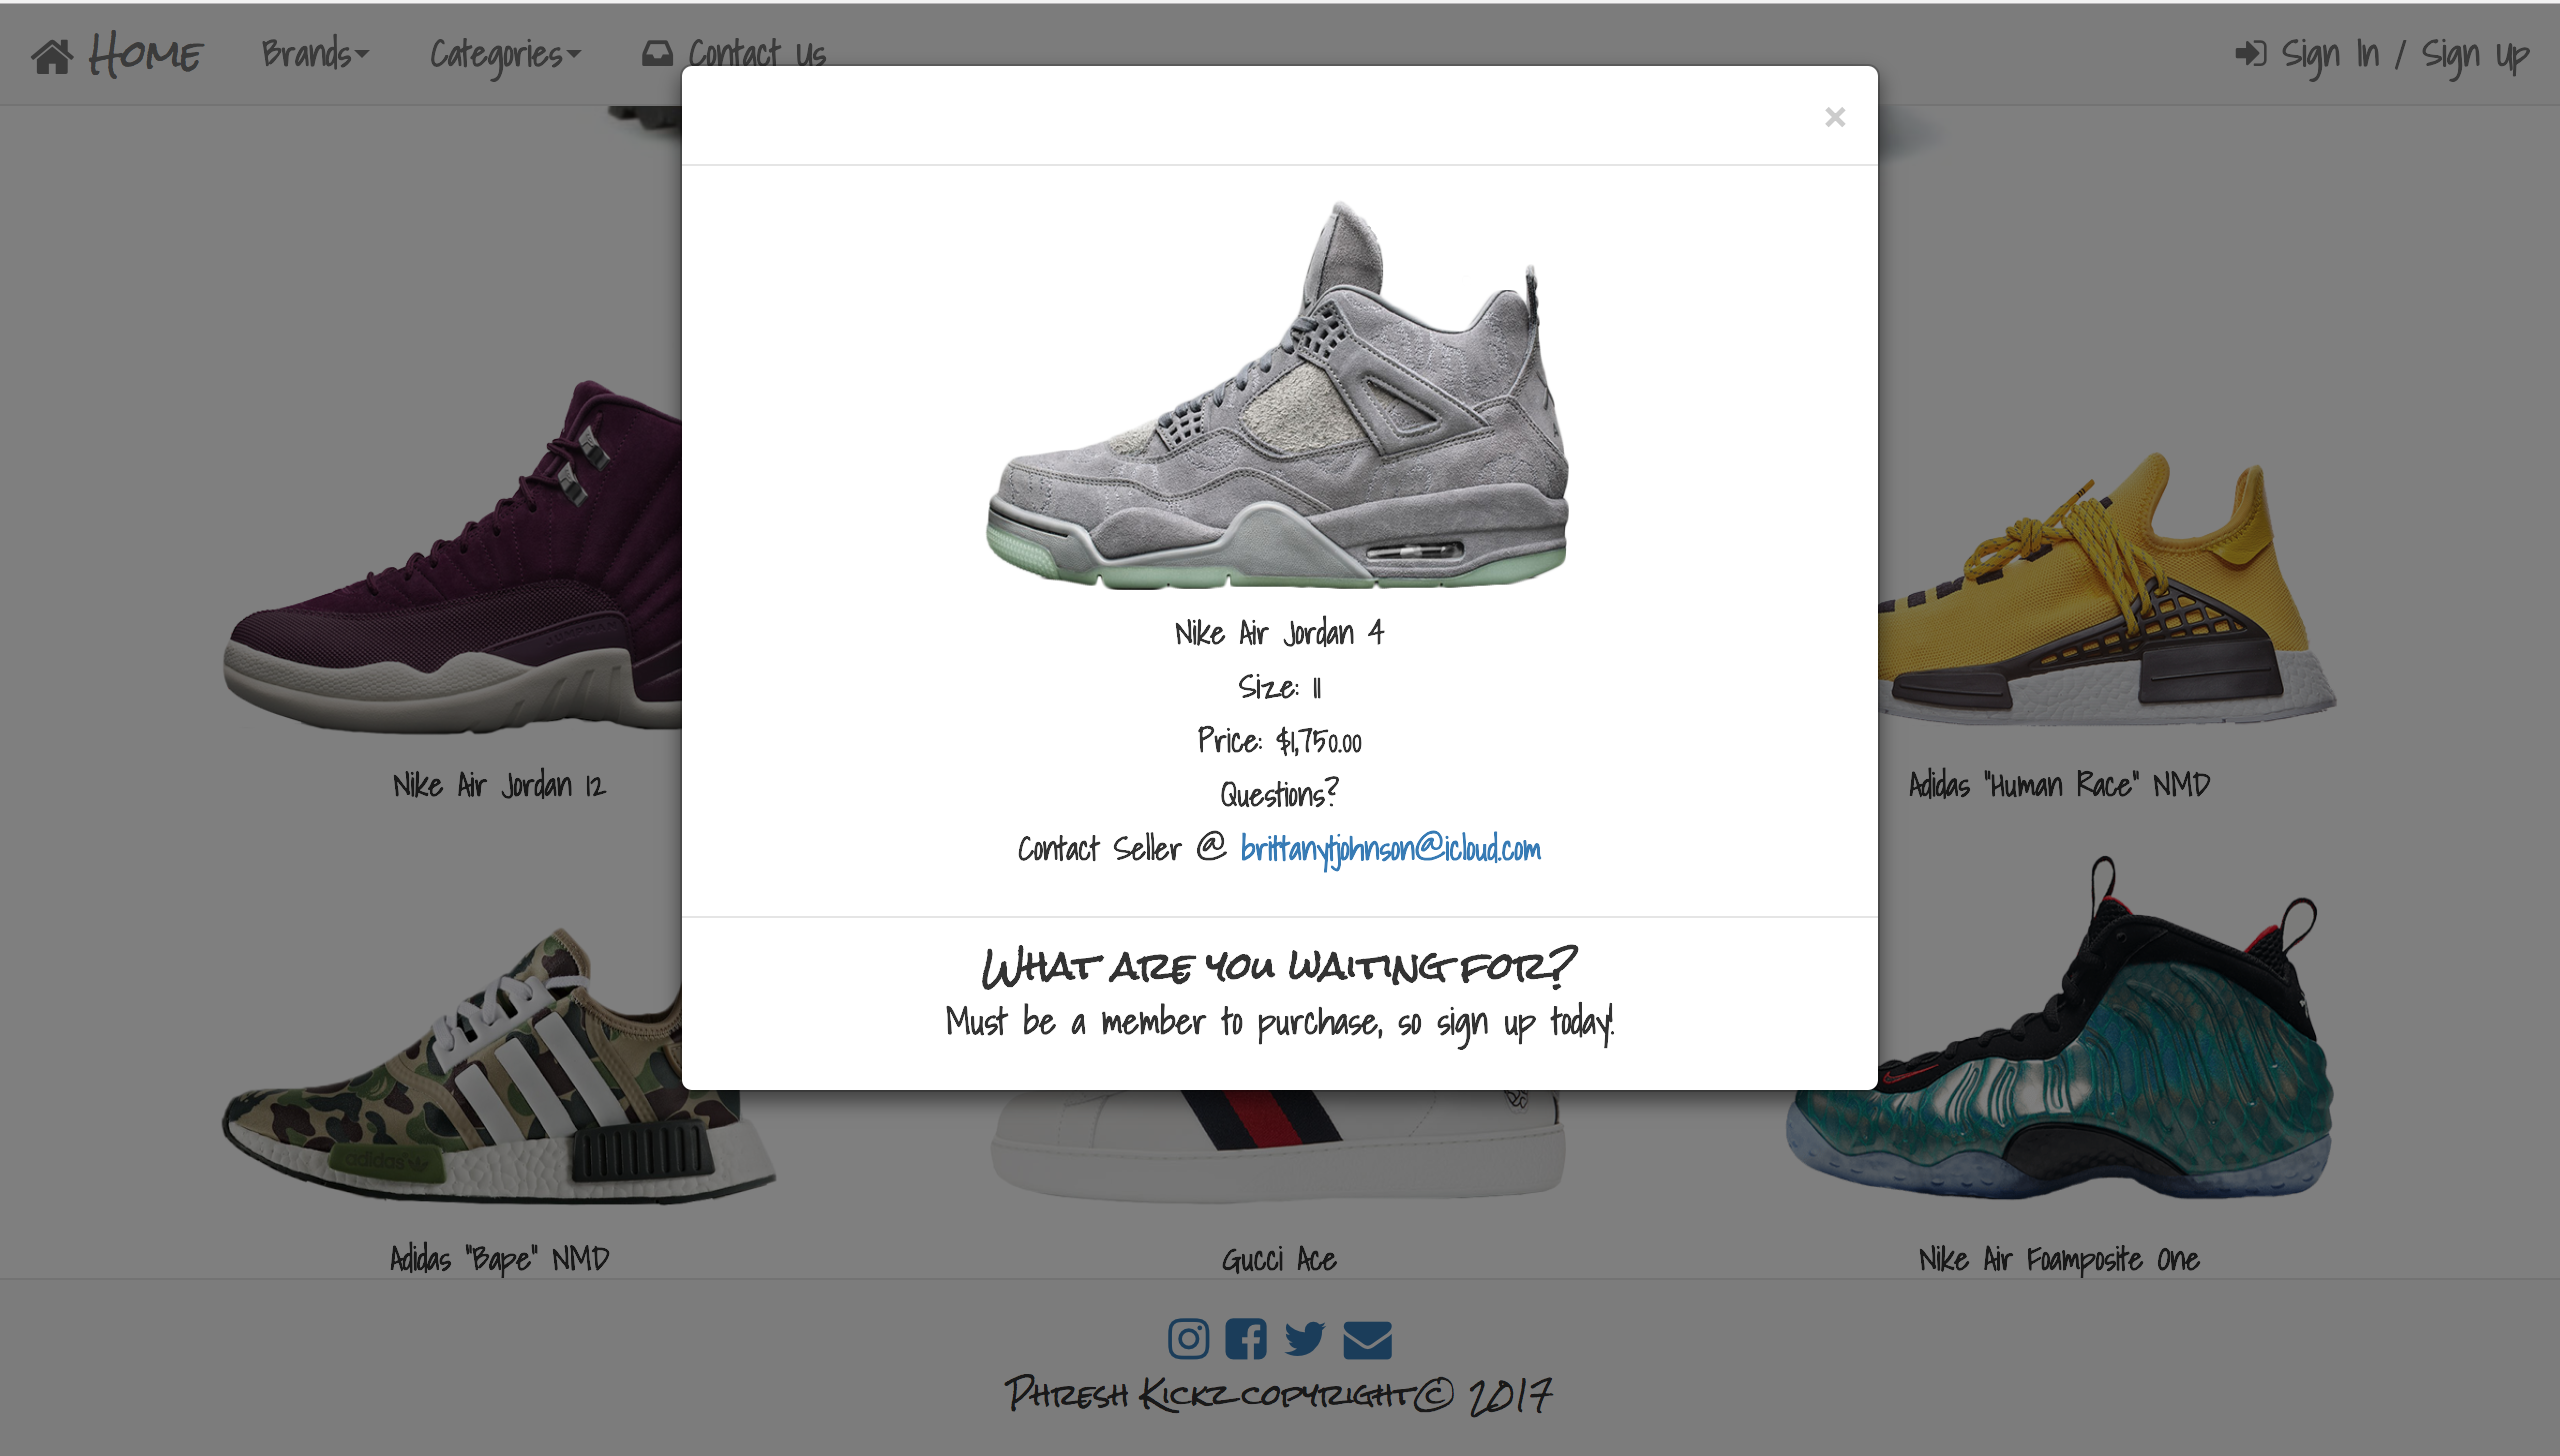 Home
Brands
Categories
Contact Us
Sign In / Sign Up
×
Nike Air Jordan 4
Size: 11
Price: $1,750.00
Questions?
Contact Seller @ brittanytjohnson@icloud.com
What are you waiting for?
Must be a member to purchase, so sign up today!
JUMPMAN
Nike Air Jordan 12
Adidas "Human Race" NMD
adidas
Adidas "Bape" NMD
Gucci Ace
Nike Air Foamposite One
Phresh Kickz copyright© 2017